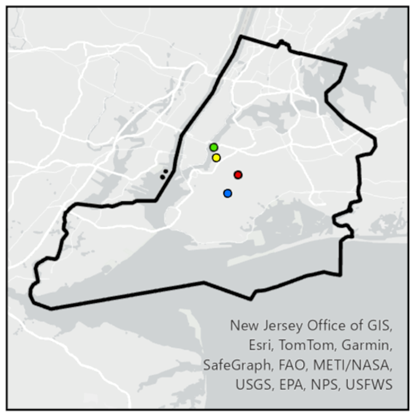 New Jersey Office of GIS,
Esri, TomTom, Garmin,
SafeGraph, FAO, METI/NASA,
USGS, EPA, NPS, USFWS